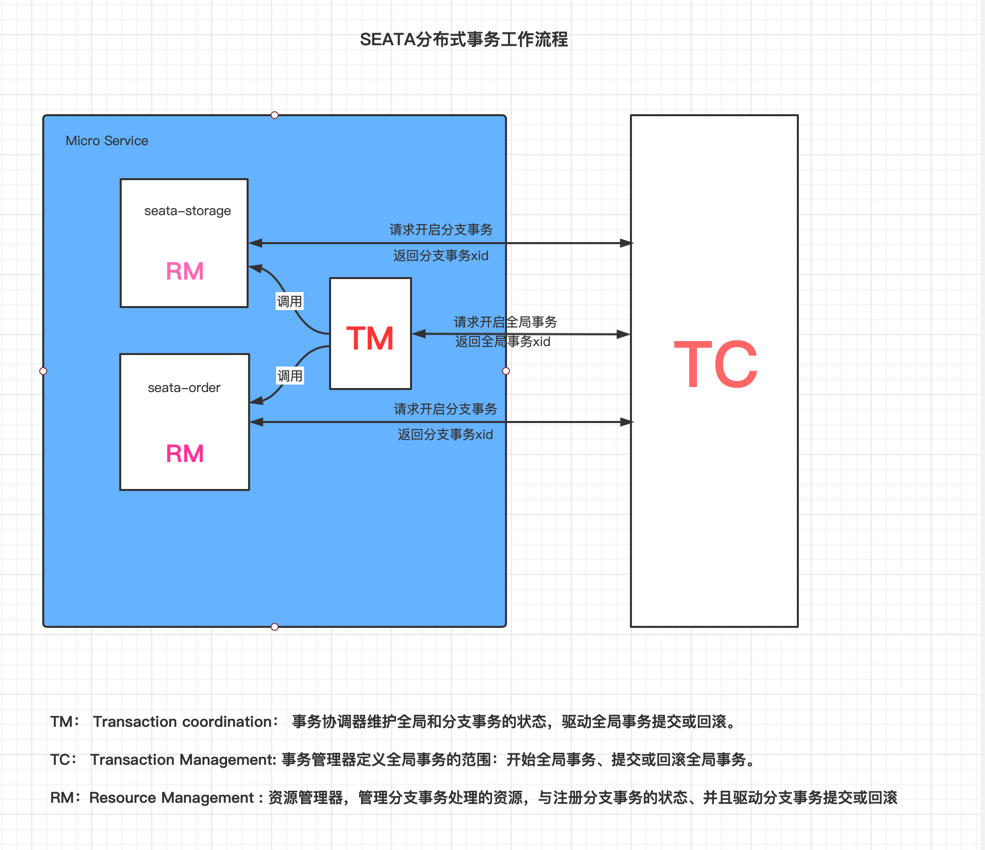 SEATA分布式事务工作流程
Micro Service
seata-storage
RM
请求开启分支事务
返回分支事务xid
调用
TM
请求开启全局事务
返回全局事务xid
TC
调用
seata-order
RM
请求开启分支事务
返回分支事务xid
TM： Transaction coordination： 事务协调器维护全局和分支事务的状态，驱动全局事务提交或回滚。
TC： Transaction Management: 事务管理器定义全局事务的范围：开始全局事务、提交或回滚全局事务。
RM：Resource Management : 资源管理器，管理分支事务处理的资源，与注册分支事务的状态、并且驱动分支事务提交或回滚